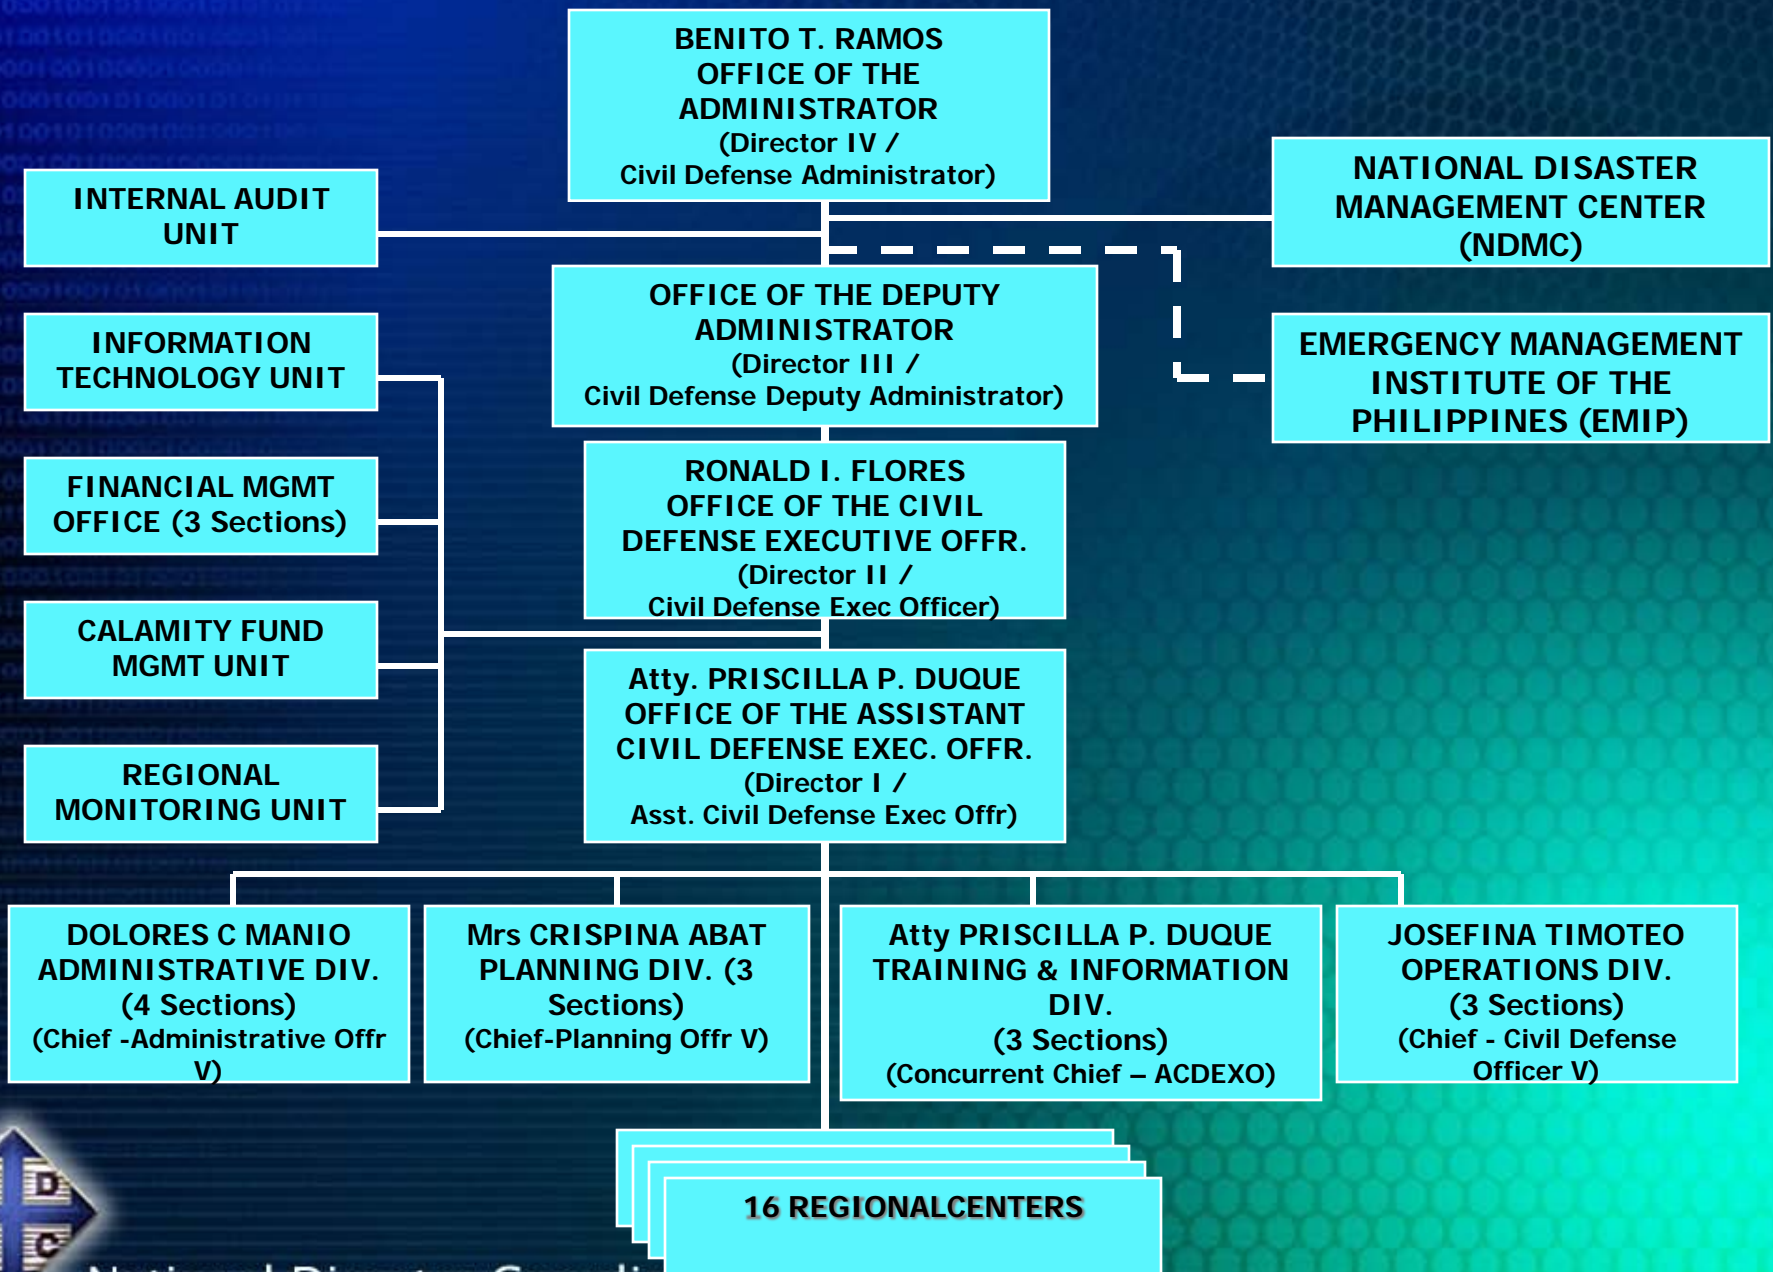 BENITO T. RAMOS
OFFICE OF THE
ADMINISTRATOR
(Director IV /
Civil Defense Administrator)
INTERNAL AUDIT
UNIT
NATIONAL DISASTER
MANAGEMENT CENTER
(NDMC)
OFFICE OF THE DEPUTY
ADMINISTRATOR
(Director III /
Civil Defense Deputy Administrator)
INFORMATION
TECHNOLOGY UNIT
EMERGENCY MANAGEMENT
INSTITUTE OF THE
PHILIPPINES (EMIP)
FINANCIAL MGMT
OFFICE (3 Sections)
RONALD I. FLORES
OFFICE OF THE CIVIL
DEFENSE EXECUTIVE OFFR.
(Director II /
Civil Defense Exec Officer)
CALAMITY FUND
MGMT UNIT
Atty. PRISCILLA P. DUQUE
OFFICE OF THE ASSISTANT
CIVIL DEFENSE EXEC. OFFR.
(Director I /
Asst. Civil Defense Exec Offr)
REGIONAL
MONITORING UNIT
DOLORES C MANIO
ADMINISTRATIVE DIV.
(4 Sections)
(Chief -Administrative Offr
V)
Mrs CRISPINA ABAT
PLANNING DIV. (3
Sections)
(Chief-Planning Offr V)
Atty PRISCILLA P. DUQUE
TRAINING & INFORMATION
DIV.
(3 Sections)
(Concurrent Chief – ACDEXO)
JOSEFINA TIMOTEO
OPERATIONS DIV.
(3 Sections)
(Chief - Civil Defense
Officer V)
16 REGIONALCENTERS
D
C
National Disaster